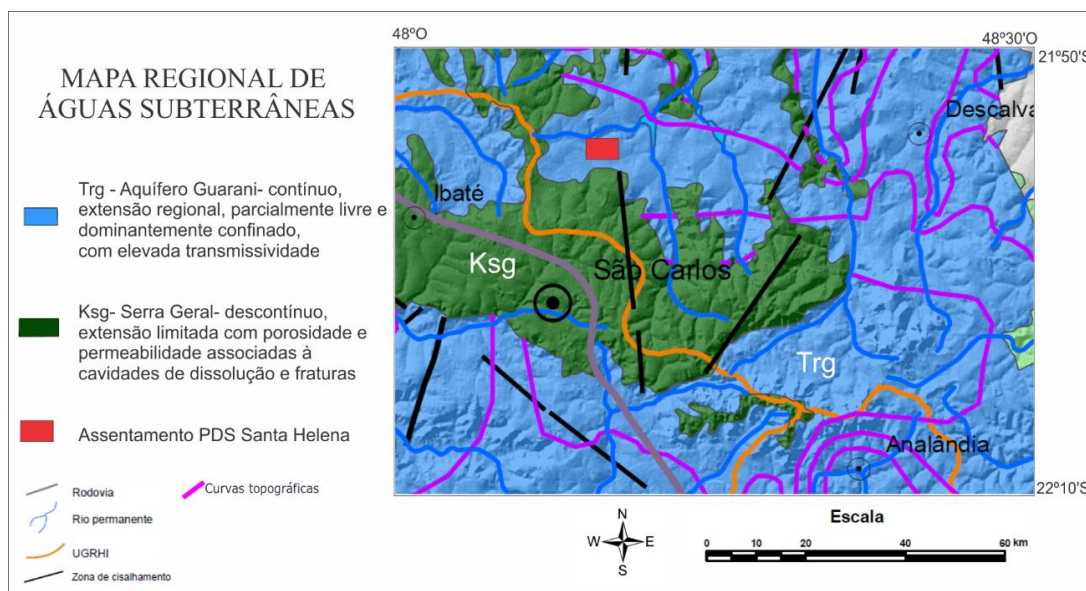 MAPA REGIONAL DE
ÁGUAS SUBTERRÂNEAS
Trg - Aquífero Guarani- contínuo,
extensão regional, parcialmente livre e
dominantemente confinado,
com elevada transmissividade
Ksg- Serra Geral- descontínuo,
extensão limitada com porosidade e
permeabilidade associadas à
cavidades de dissolução e fraturas
Assentamento PDS Santa Helena
Rodovia
Curvas topográficas
Rio permanente
UGRHI
Zona de cisalhamento
48ºO
48º30'O
21º50'S
Descalva
Ibaté
Ksg
São Carlos
Trg
Analândia
22º10'S
N
W
E
S
Escala
0
10
20
40
60 km